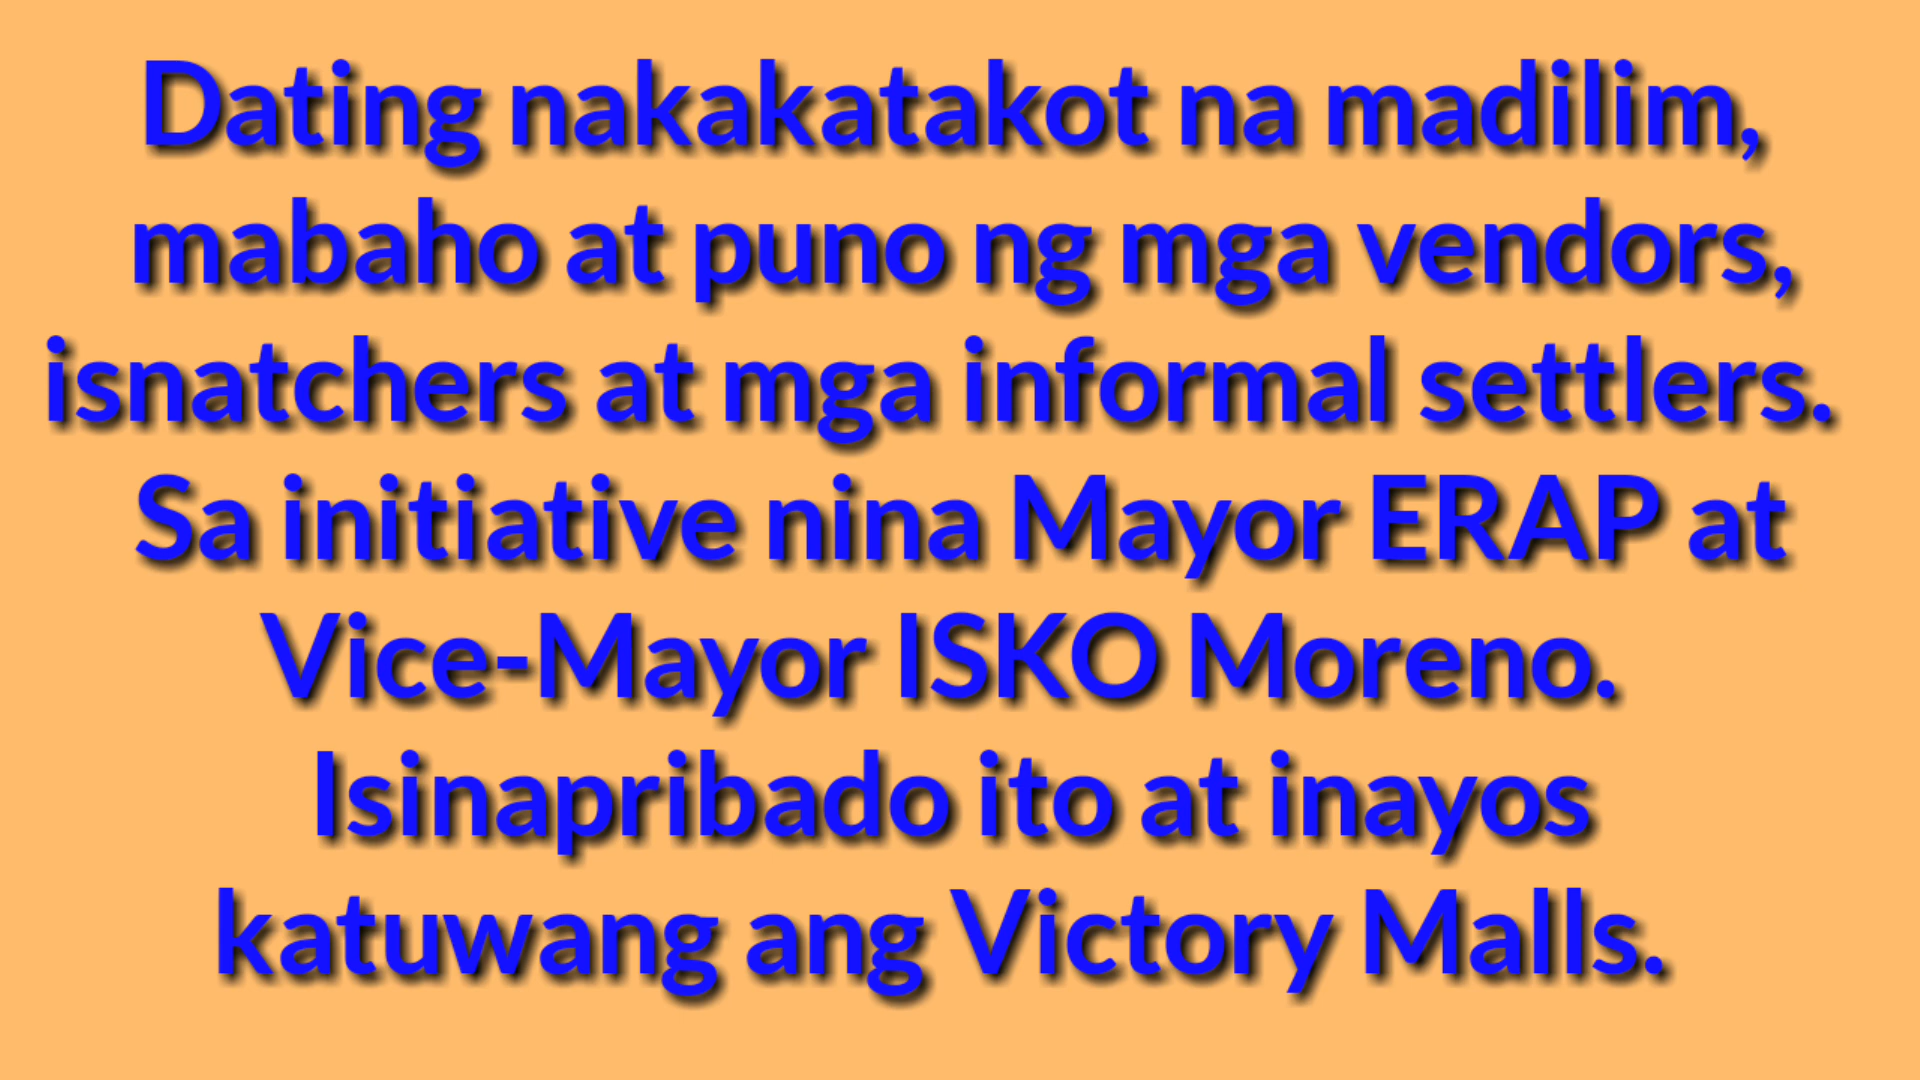 Dating nakakatakot na madilim,
mabaho at puno ng mga vendors,
isnatchers at mga informal settlers.
Sa initiative nina Mayor ERAP at
Vice-Mayor ISKO Moreno.
Isinapribado ito at inayos
katuwang ang Victory Malls.